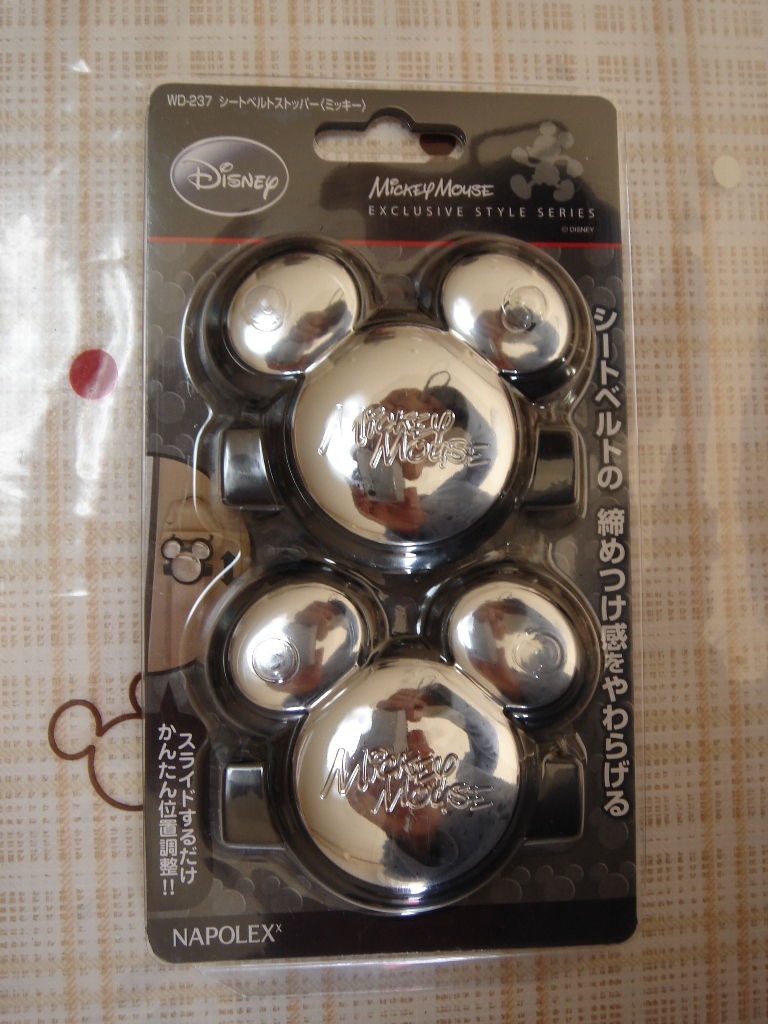 WD-237 シートベルトストッパー〈ミッキー〉
DISNEY
MICKEY MOUSE
EXCLUSIVE STYLE SERIES
© DISNEY
MICKEY
MOUSE
シートベルトの 締めつけ感をやわらげる
MICKEY
MOUSE
スライドするだけ
かんたん位置調整!!
NAPOLEX